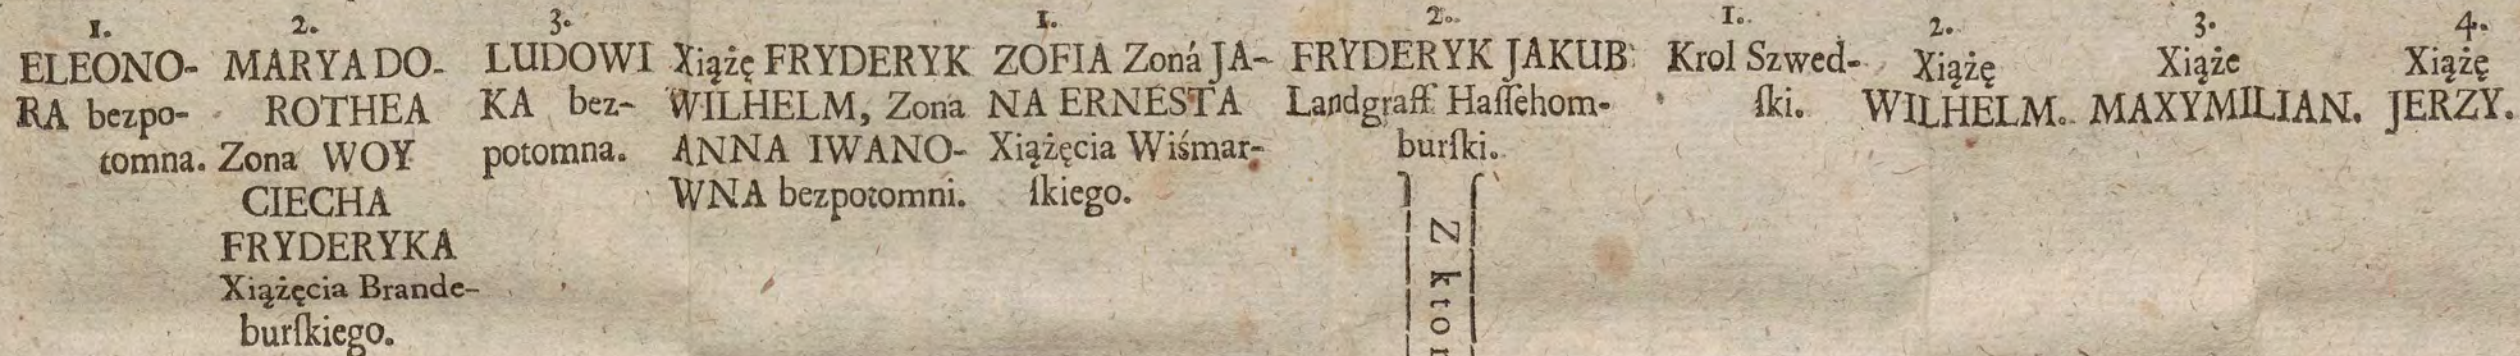 1.
ELEONO-
RA bezpo-
tomna.
2.
MARYA DO-
ROTHEA
Zona WOY
CIECHA
FRYDERYKA
Xiążęcia Brande-
burſkiego.
3.
LUDOWI
KA bez-
potomna.
Xiążę FRYDERYK
WILHELM, Zona
ANNA IWANO-
WNA bezpotomni.
1.
ZOFIA Zoná JA-
NA ERNESTA
Xiążęcia Wiśmar-
ſkiego.
2.
FRYDERYK JAKUB
Landgraff Haſſehom-
burſki.
Z ktor
1.
Krol Szwed-
ſki.
2.
Xiążę
WILHELM.
3.
Xiąże
MAXYMILIAN.
4.
Xiążę
JERZY.